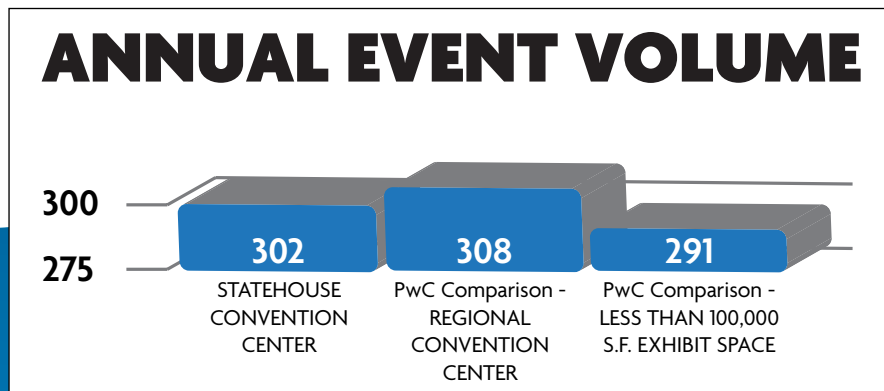 ANNUAL EVENT VOLUME
300
275
302
308
291
STATEHOUSE
CONVENTION
CENTER
PwC Comparison -
REGIONAL
CONVENTION
CENTER
PwC Comparison -
LESS THAN 100,000
S.F. EXHIBIT SPACE